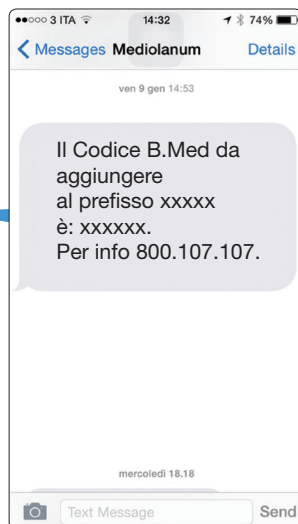 3 ITA 14:32 74%
Messages Mediolanum Details
ven 9 gen 14:53
Il Codice B.Med da
aggiungere
al prefisso xxxxx
è: xxxxxx.
Per info 800.107.107.
mercoledì 18.18
Text Message Send